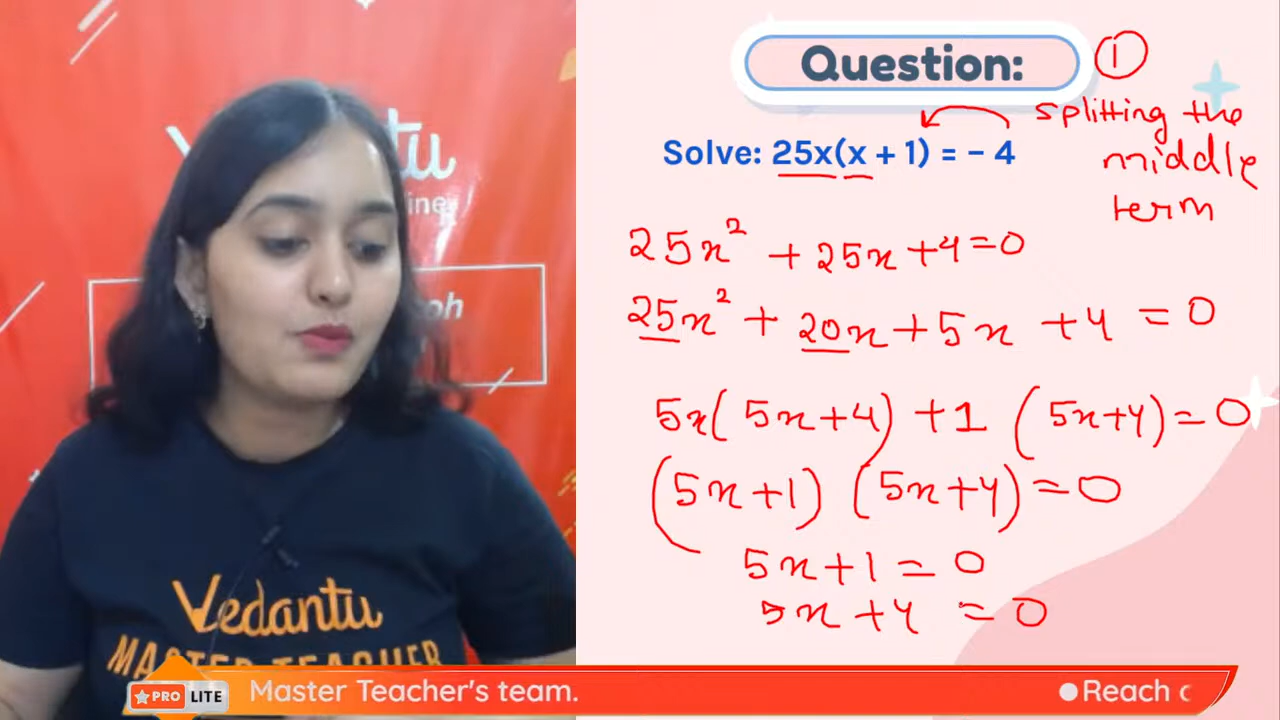 Question:
①
splitting the
middle
term
Solve: 25x(x + 1) = - 4
25x² + 25x + 4 = 0
25x² + 20x + 5x + 4 = 0
5x(5x+4) + 1 (5x+4) = 0
(5x+1) (5x+4) = 0
5x+1 = 0
5x+4 = 0
Vedantu
MASTER TEACHER
PRO LITE
Master Teacher's team.
Reach